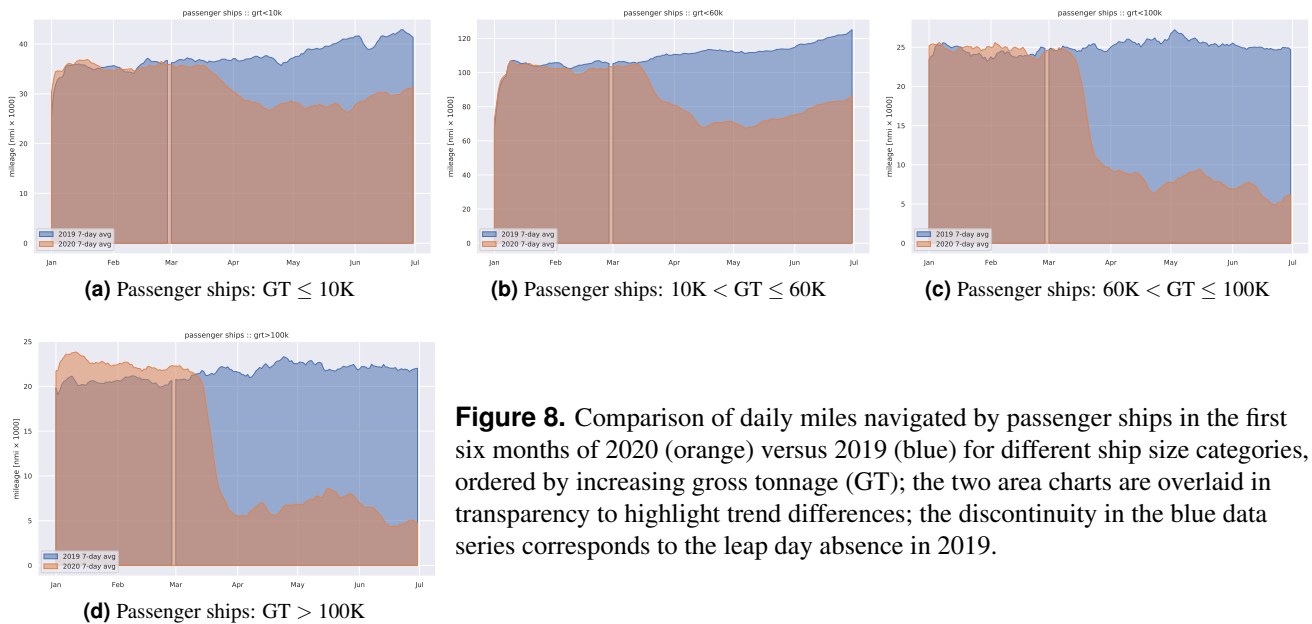 passenger ships :: grt<10k
mileage [nmi × 1000]
40
30
20
10
0
2019 7-day avg
2020 7-day avg
Jan Feb Mar Apr May Jun Jul
(a) Passenger ships: GT ≤ 10K
passenger ships :: grt<60k
mileage [nmi × 1000]
120
100
80
60
40
20
0
2019 7-day avg
2020 7-day avg
Jan Feb Mar Apr May Jun Jul
(b) Passenger ships: 10K < GT ≤ 60K
passenger ships :: grt<100k
mileage [nmi × 1000]
25
20
15
10
5
0
2019 7-day avg
2020 7-day avg
Jan Feb Mar Apr May Jun Jul
(c) Passenger ships: 60K < GT ≤ 100K
passenger ships :: grt>100k
mileage [nmi × 1000]
25
20
15
10
5
0
2019 7-day avg
2020 7-day avg
Jan Feb Mar Apr May Jun Jul
(d) Passenger ships: GT > 100K
Figure 8. Comparison of daily miles navigated by passenger ships in the first
six months of 2020 (orange) versus 2019 (blue) for different ship size categories,
ordered by increasing gross tonnage (GT); the two area charts are overlaid in
transparency to highlight trend differences; the discontinuity in the blue data
series corresponds to the leap day absence in 2019.